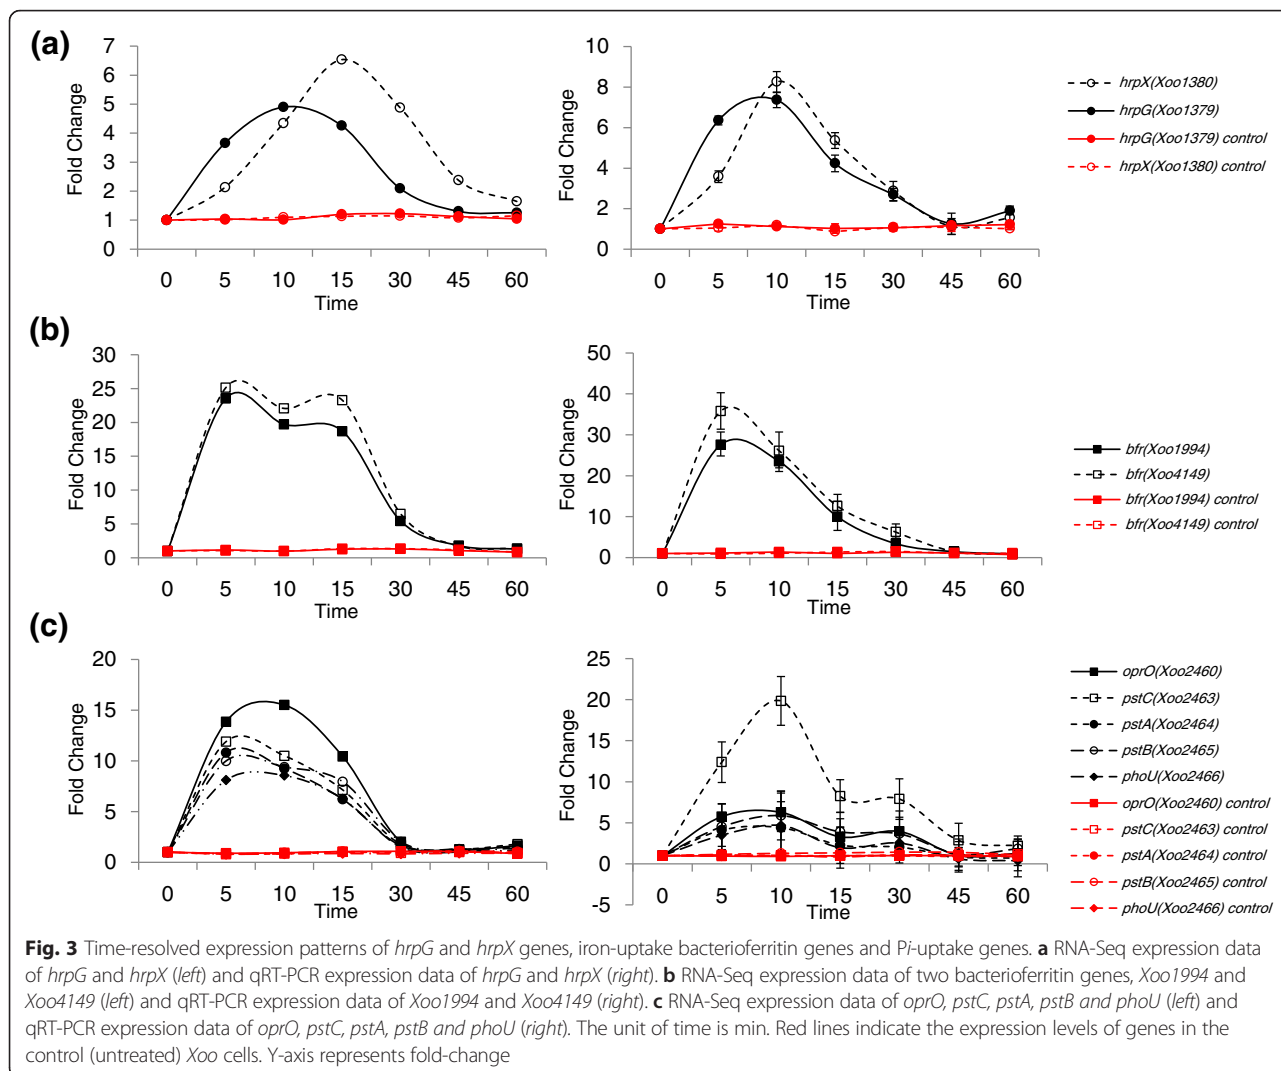 (a)
7
6
5
4
3
2
1
0
Fold Change
0 5 10 15 30 45 60
Time
10
8
6
4
2
0
Fold Change
0 5 10 15 30 45 60
Time
hrpX(Xoo1380)
hrpG(Xoo1379)
hrpG(Xoo1379) control
hrpX(Xoo1380) control
(b)
30
25
20
15
10
5
0
Fold Change
0 5 10 15 30 45 60
Time
50
40
30
20
10
0
Fold Change
0 5 10 15 30 45 60
Time
bfr(Xoo1994)
bfr(Xoo4149)
bfr(Xoo1994) control
bfr(Xoo4149) control
(c)
20
15
10
5
0
Fold Change
0 5 10 15 30 45 60
Time
25
20
15
10
5
0
-5
Fold Change
0 5 10 15 30 45 60
Time
oprO(Xoo2460)
pstC(Xoo2463)
pstA(Xoo2464)
pstB(Xoo2465)
phoU(Xoo2466)
oprO(Xoo2460) control
pstC(Xoo2463) control
pstA(Xoo2464) control
pstB(Xoo2465) control
phoU(Xoo2466) control
Fig. 3 Time-resolved expression patterns of hrpG and hrpX genes, iron-uptake bacterioferritin genes and Pi-uptake genes. a RNA-Seq expression data
of hrpG and hrpX (left) and qRT-PCR expression data of hrpG and hrpX (right). b RNA-Seq expression data of two bacterioferritin genes, Xoo1994 and
Xoo4149 (left) and qRT-PCR expression data of Xoo1994 and Xoo4149 (right). c RNA-Seq expression data of oprO, pstC, pstA, pstB and phoU (left) and
qRT-PCR expression data of oprO, pstC, pstA, pstB and phoU (right). The unit of time is min. Red lines indicate the expression levels of genes in the
control (untreated) Xoo cells. Y-axis represents fold-change